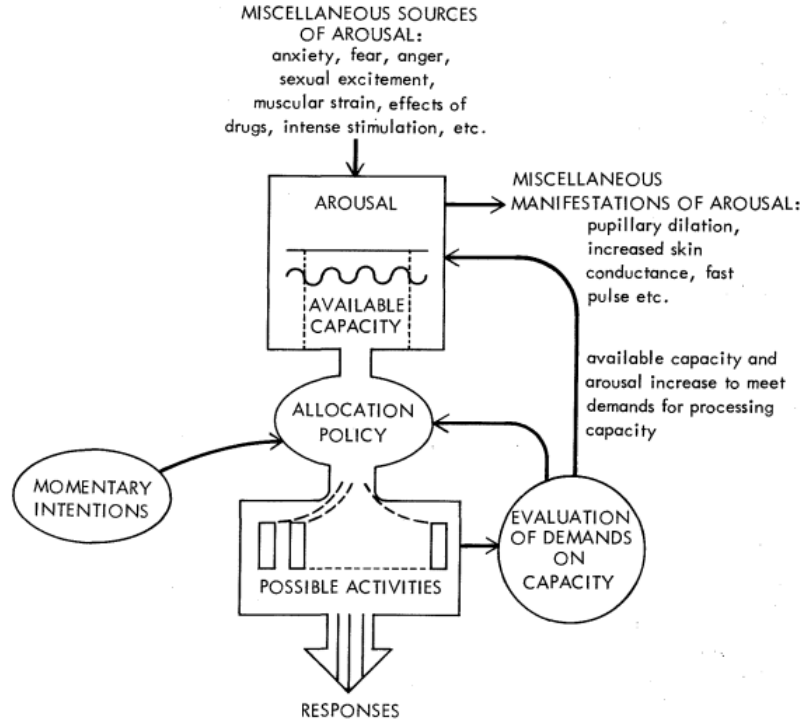 MISCELLANEOUS SOURCES
OF AROUSAL:
anxiety, fear, anger,
sexual excitement,
muscular strain, effects of
drugs, intense stimulation, etc.
AROUSAL
MISCELLANEOUS
MANIFESTATIONS OF AROUSAL:
pupillary dilation,
increased skin
conductance, fast
pulse etc.
AVAILABLE
CAPACITY
available capacity and
arousal increase to meet
demands for processing
capacity
ALLOCATION
POLICY
MOMENTARY
INTENTIONS
EVALUATION
OF DEMANDS
ON
CAPACITY
POSSIBLE ACTIVITIES
RESPONSES